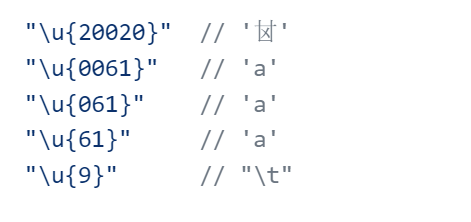 "\u{20020}"  // '𠀠'
"\u{0061}"   // 'a'
"\u{061}"    // 'a'
"\u{61}"     // 'a'
"\u{9}"      // "\t"